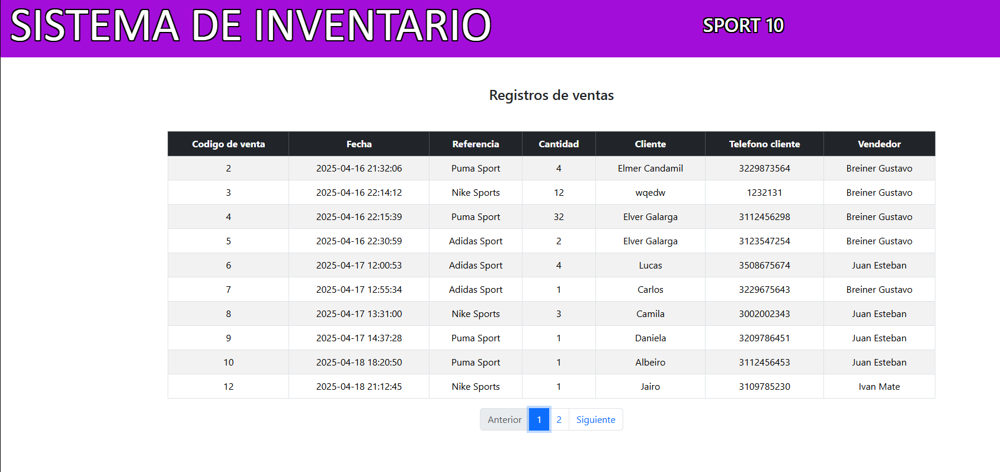 SISTEMA DE INVENTARIO SPORT 10
Registros de ventas
Codigo de venta Fecha Referencia Cantidad Cliente Telefono cliente Vendedor
2 2025-04-16 21:32:06 Puma Sport 4 Elmer Candamil 3229873564 Breiner Gustavo
3 2025-04-16 22:14:12 Nike Sports 12 wqedw 1232131 Breiner Gustavo
4 2025-04-16 22:15:39 Puma Sport 32 Elver Galarga 3112456298 Breiner Gustavo
5 2025-04-16 22:30:59 Adidas Sport 2 Elver Galarga 3123547254 Breiner Gustavo
6 2025-04-17 12:00:53 Adidas Sport 4 Lucas 3508675674 Juan Esteban
7 2025-04-17 12:55:34 Adidas Sport 1 Carlos 3229675643 Breiner Gustavo
8 2025-04-17 13:31:00 Nike Sports 3 Camila 3002002343 Juan Esteban
9 2025-04-17 14:37:28 Puma Sport 1 Daniela 3209786451 Juan Esteban
10 2025-04-18 18:20:50 Puma Sport 1 Albeiro 3112456453 Juan Esteban
12 2025-04-18 21:12:45 Nike Sports 1 Jairo 3109785230 Ivan Mate
Anterior 1 2 Siguiente